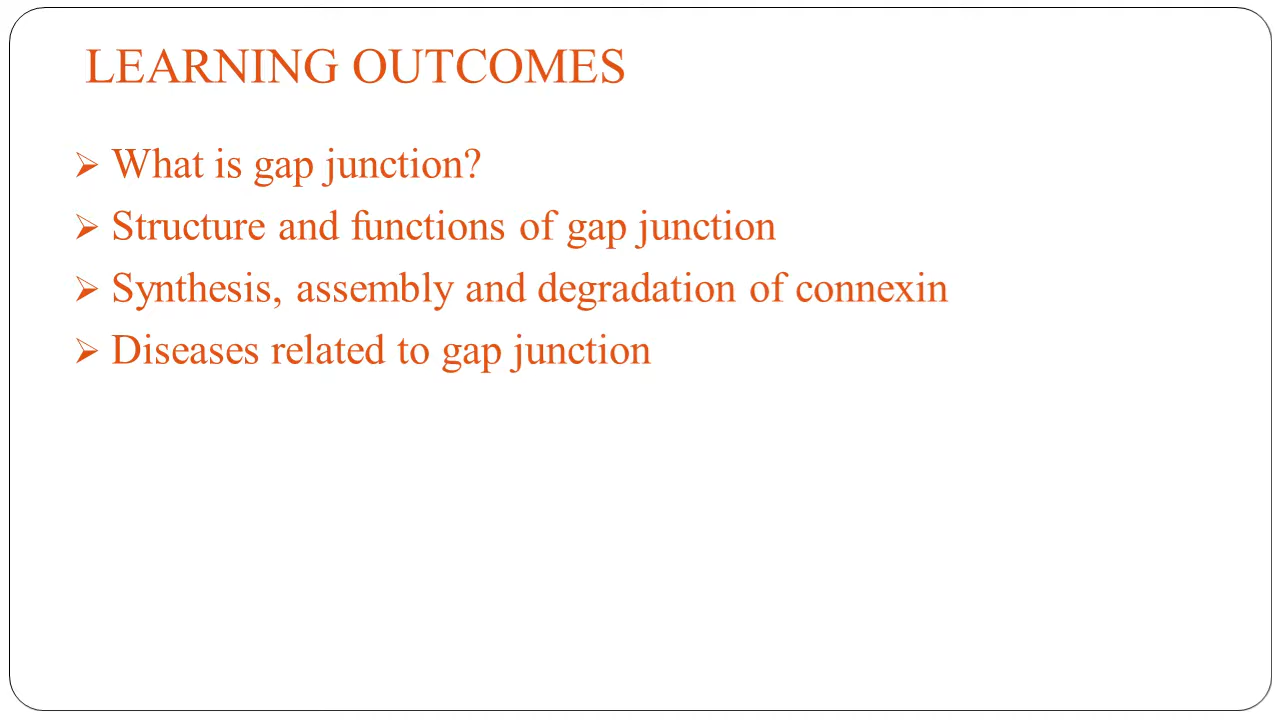 LEARNING OUTCOMES
➢ What is gap junction?
➢ Structure and functions of gap junction
➢ Synthesis, assembly and degradation of connexin
➢ Diseases related to gap junction